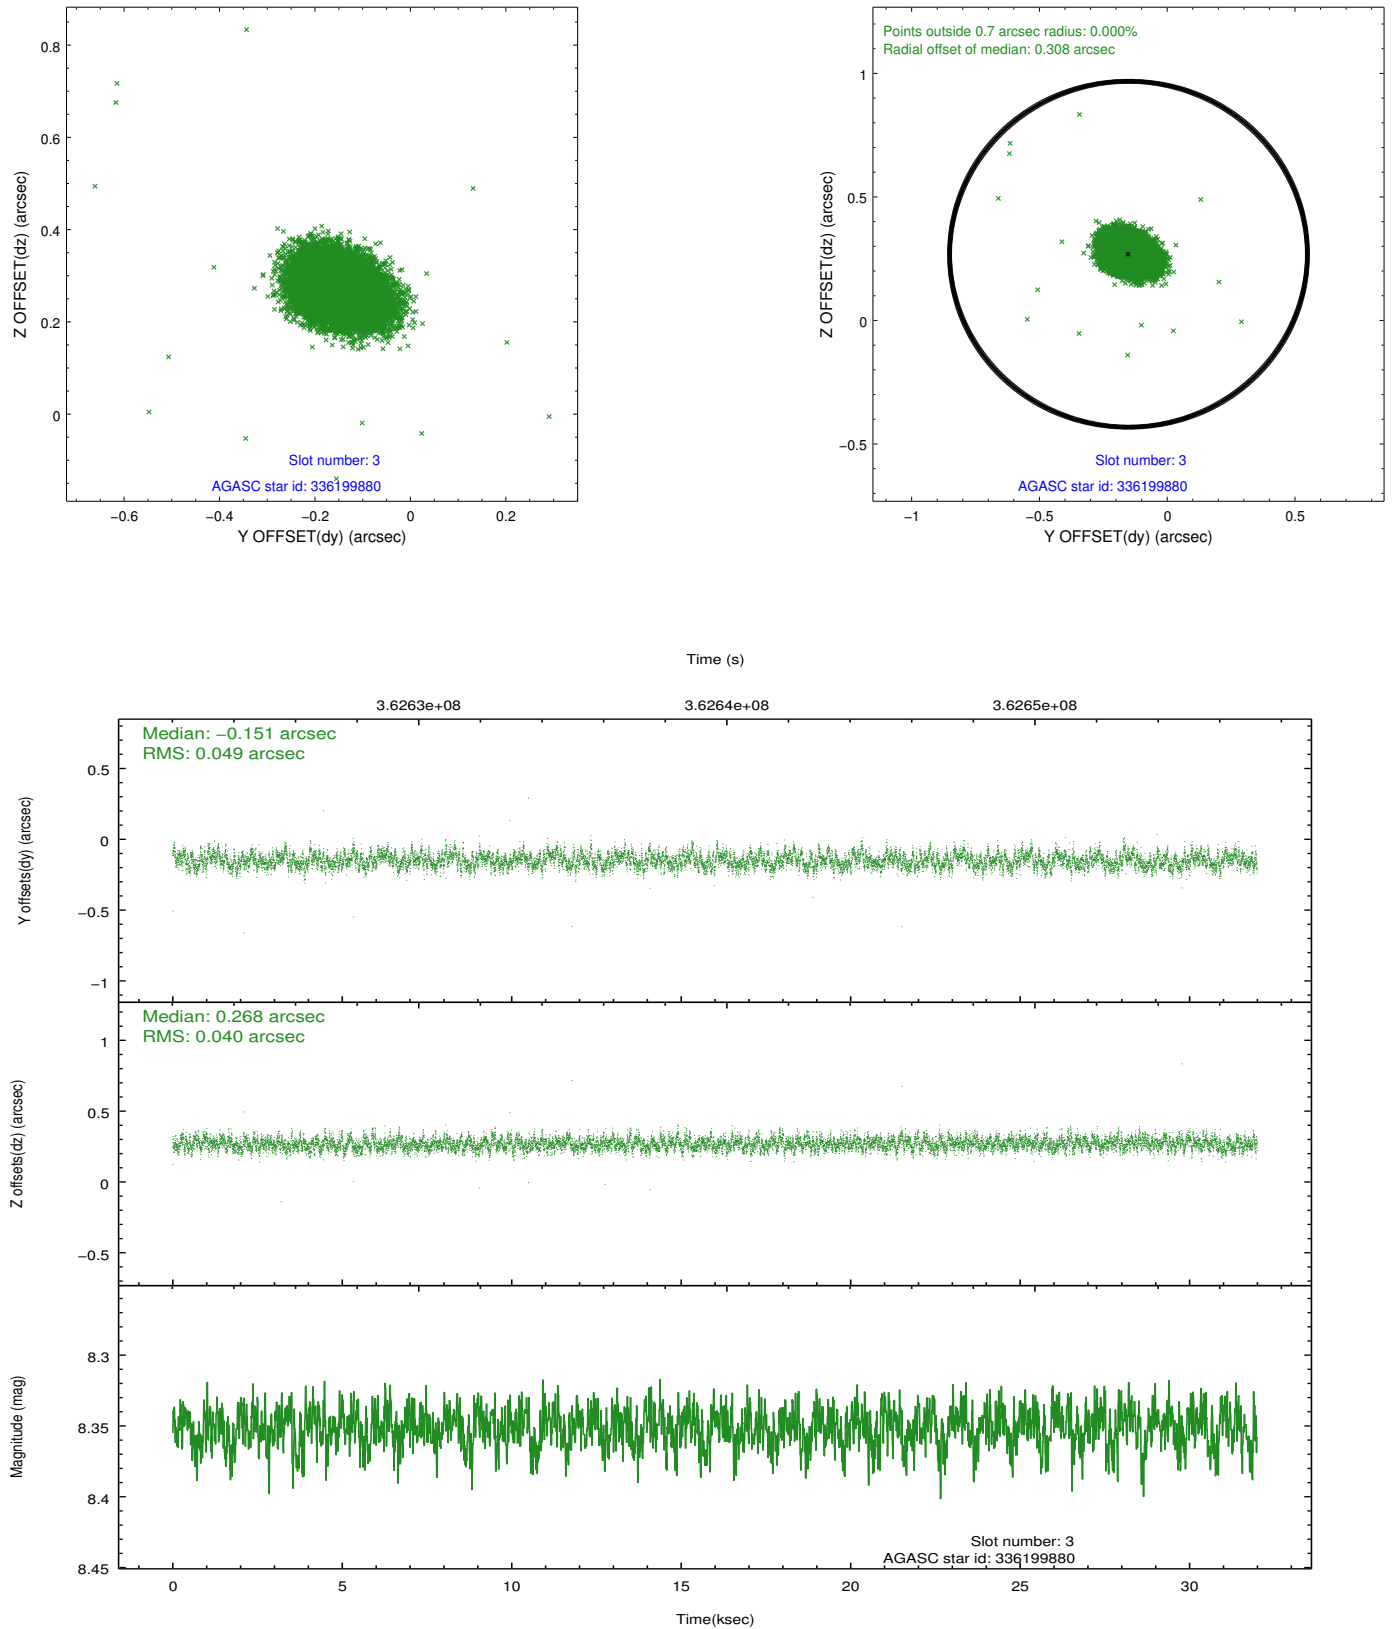 0.8
0.6
0.4
0.2
0
−0.6
−0.4
−0.2
0
0.2
Z OFFSET(dz) (arcsec)
Y OFFSET(dy) (arcsec)
Slot number: 3
AGASC star id: 336199880
Points outside 0.7 arcsec radius: 0.000%
Radial offset of median: 0.308 arcsec
1
0.5
0
−0.5
−1
−0.5
0
0.5
Z OFFSET(dz) (arcsec)
Y OFFSET(dy) (arcsec)
Slot number: 3
AGASC star id: 336199880
Time (s)
3.6263e+08
3.6264e+08
3.6265e+08
Median: −0.151 arcsec
RMS: 0.049 arcsec
0.5
0
−0.5
−1
Y offsets(dy) (arcsec)
Median: 0.268 arcsec
RMS: 0.040 arcsec
1
0.5
0
−0.5
Z offsets(dz) (arcsec)
8.3
8.35
8.4
8.45
Magnitude (mag)
Slot number: 3
AGASC star id: 336199880
0
5
10
15
20
25
30
Time(ksec)